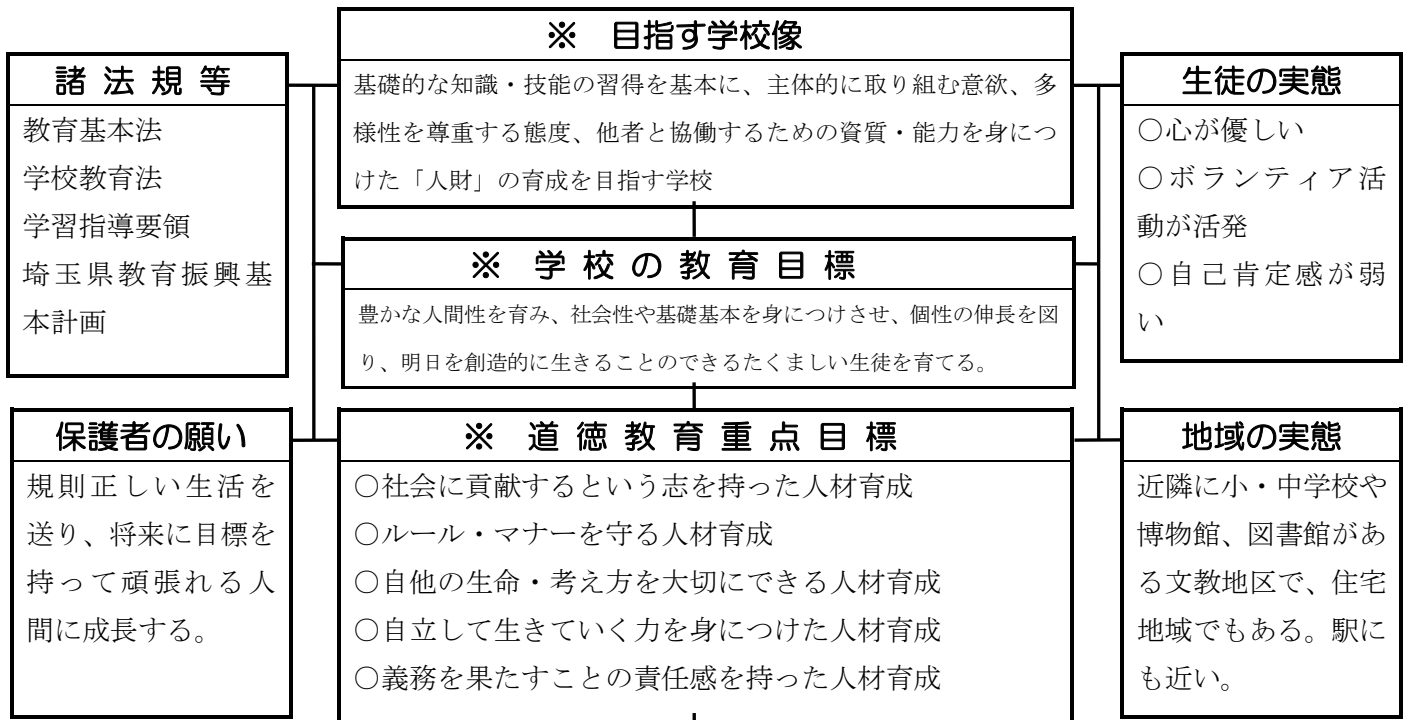 ※ 目指す学校像
基礎的な知識・技能の習得を基本に、主体的に取り組む意欲、多
様性を尊重する態度、他者と協働するための資質・能力を身につ
けた「人財」の育成を目指す学校
諸法規等
教育基本法
学校教育法
学習指導要領
埼玉県教育振興基
本計画
生徒の実態
○心が優しい
○ボランティア活
動が活発
○自己肯定感が弱
い
※ 学校の教育目標
豊かな人間性を育み、社会性や基礎基本を身につけさせ、個性の伸長を図
り、明日を創造的に生きることのできるたくましい生徒を育てる。
保護者の願い
規則正しい生活を
送り、将来に目標を
持って頑張れる人
間に成長する。
※ 道徳教育重点目標
○社会に貢献するという志を持った人材育成
○ルール・マナーを守る人材育成
○自他の生命・考え方を大切にできる人材育成
○自立して生きていく力を身につけた人材育成
○義務を果たすことの責任感を持った人材育成
地域の実態
近隣に小・中学校や
博物館、図書館があ
る文教地区で、住宅
地域でもある。駅に
も近い。